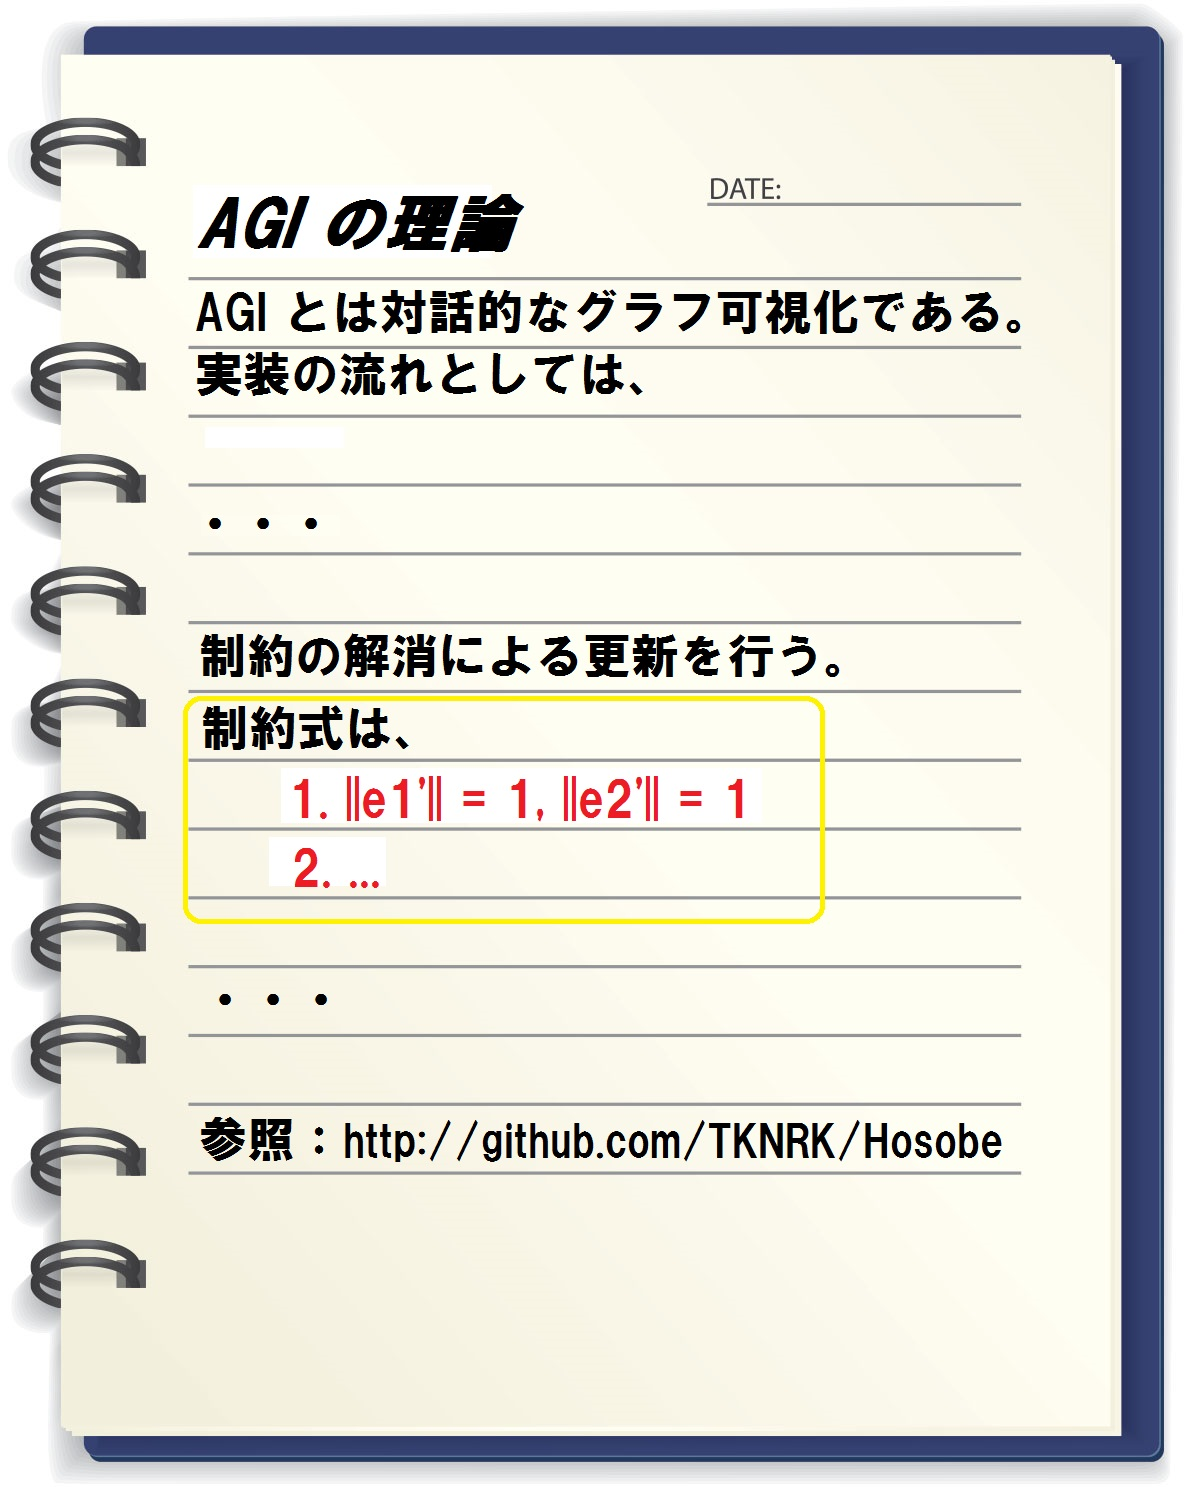 DATE:
AGI の理論
AGI とは対話的なグラフ可視化である。
実装の流れとしては、
・・・
制約の解消による更新を行う。
制約式は、
1. ‖e1'‖ = 1, ‖e2'‖ = 1
2. ...
・・・
参照：http://github.com/TKNRK/Hosobe